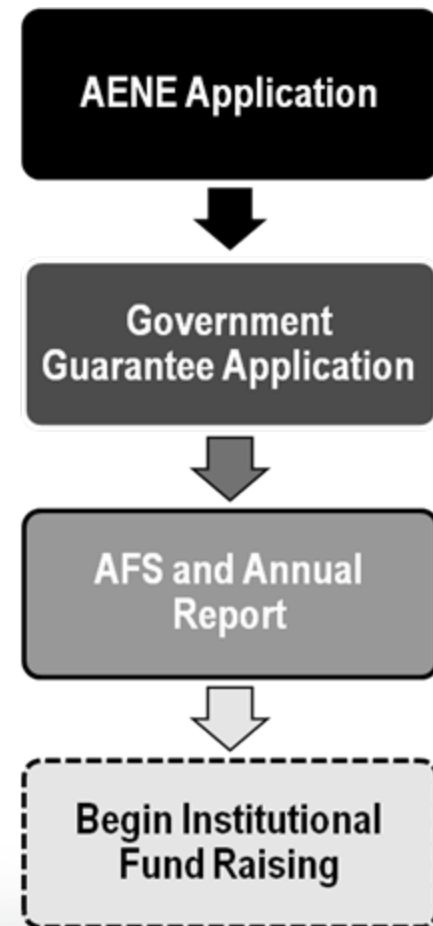 AENE Application
Government
Guarantee Application
AFS and Annual
Report
Begin Institutional
Fund Raising